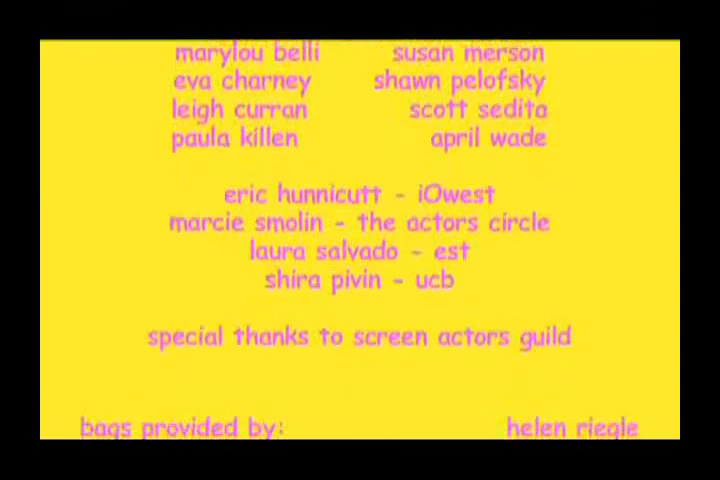 marylou belli susan merson
eva charney shawn pelofsky
leigh curran scott sedita
paula killen april wade
eric hunnicutt - iOwest
marcie smolin - the actors circle
laura salvado - est
shira pivin - ucb
special thanks to screen actors guild
bags provided by: helen riegle